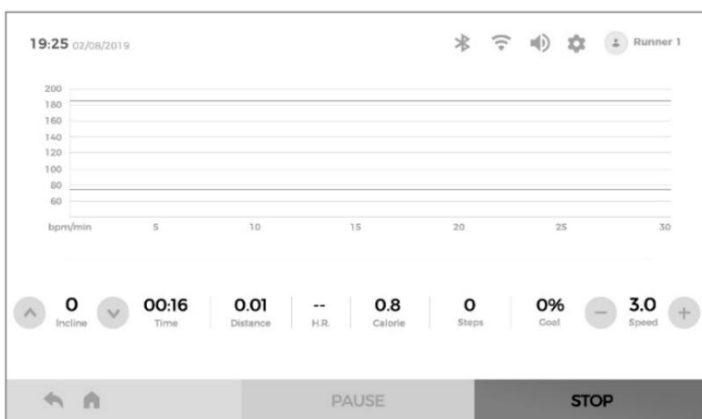 19:25 02/08/2019 Runner 1
200
180
160
140
120
100
80
60
bpm/min 5 10 15 20 25 30
0 00:16 0.01 -- 0.8 0 0% 3.0
Incline Time Distance H.R. Calorie Steps Goal Speed
PAUSE STOP